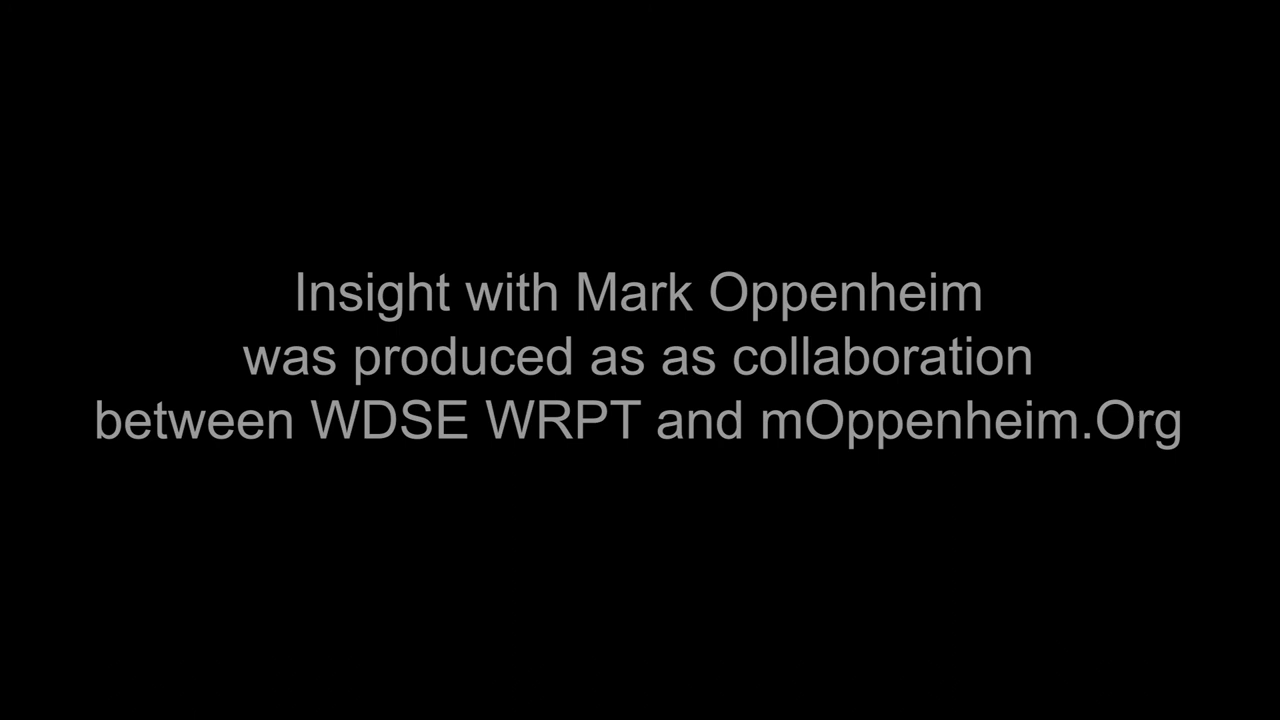 Insight with Mark Oppenheim
was produced as as collaboration
between WDSE WRPT and mOppenheim.Org